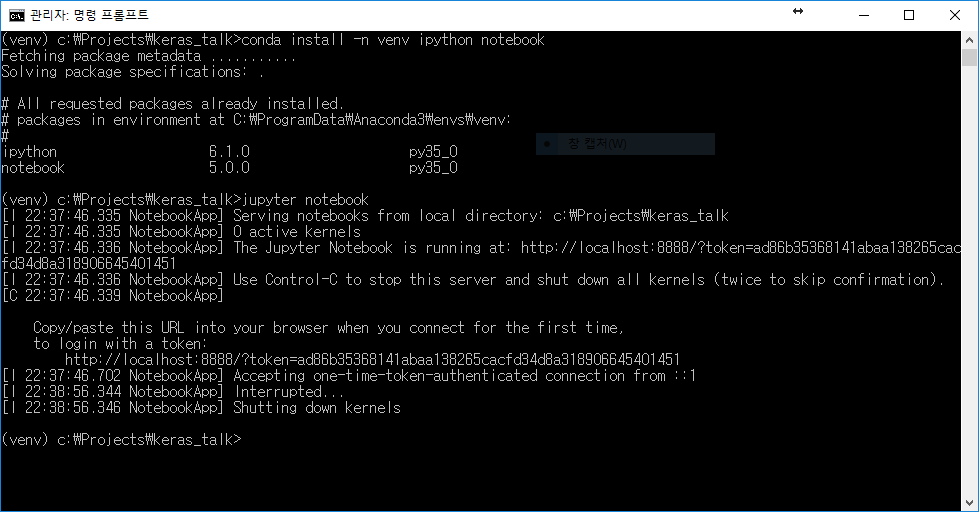 관리자: 명령 프롬프트
(venv) c:₩Projects₩keras_talk>conda install -n venv ipython notebook
Fetching package metadata ...........
Solving package specifications: .
# All requested packages already installed.
# packages in environment at C:₩ProgramData₩Anaconda3₩envs₩venv:
#
ipython 6.1.0 py35_0
notebook 5.0.0 py35_0
장 캡처(W)
(venv) c:₩Projects₩keras_talk>jupyter notebook
[I 22:37:46.335 NotebookApp] Serving notebooks from local directory: c:₩Projects₩keras_talk
[I 22:37:46.335 NotebookApp] 0 active kernels
[I 22:37:46.336 NotebookApp] The Jupyter Notebook is running at: http://localhost:8888/?token=ad86b35368141abaa138265cac
fd34d8a318906645401451
[I 22:37:46.336 NotebookApp] Use Control-C to stop this server and shut down all kernels (twice to skip confirmation).
[C 22:37:46.339 NotebookApp]
Copy/paste this URL into your browser when you connect for the first time,
to login with a token:
http://localhost:8888/?token=ad86b35368141abaa138265cacfd34d8a318906645401451
[I 22:37:46.702 NotebookApp] Accepting one-time-token-authenticated connection from ::1
[I 22:38:56.344 NotebookApp] Interrupted...
[I 22:38:56.346 NotebookApp] Shutting down kernels
(venv) c:₩Projects₩keras_talk>